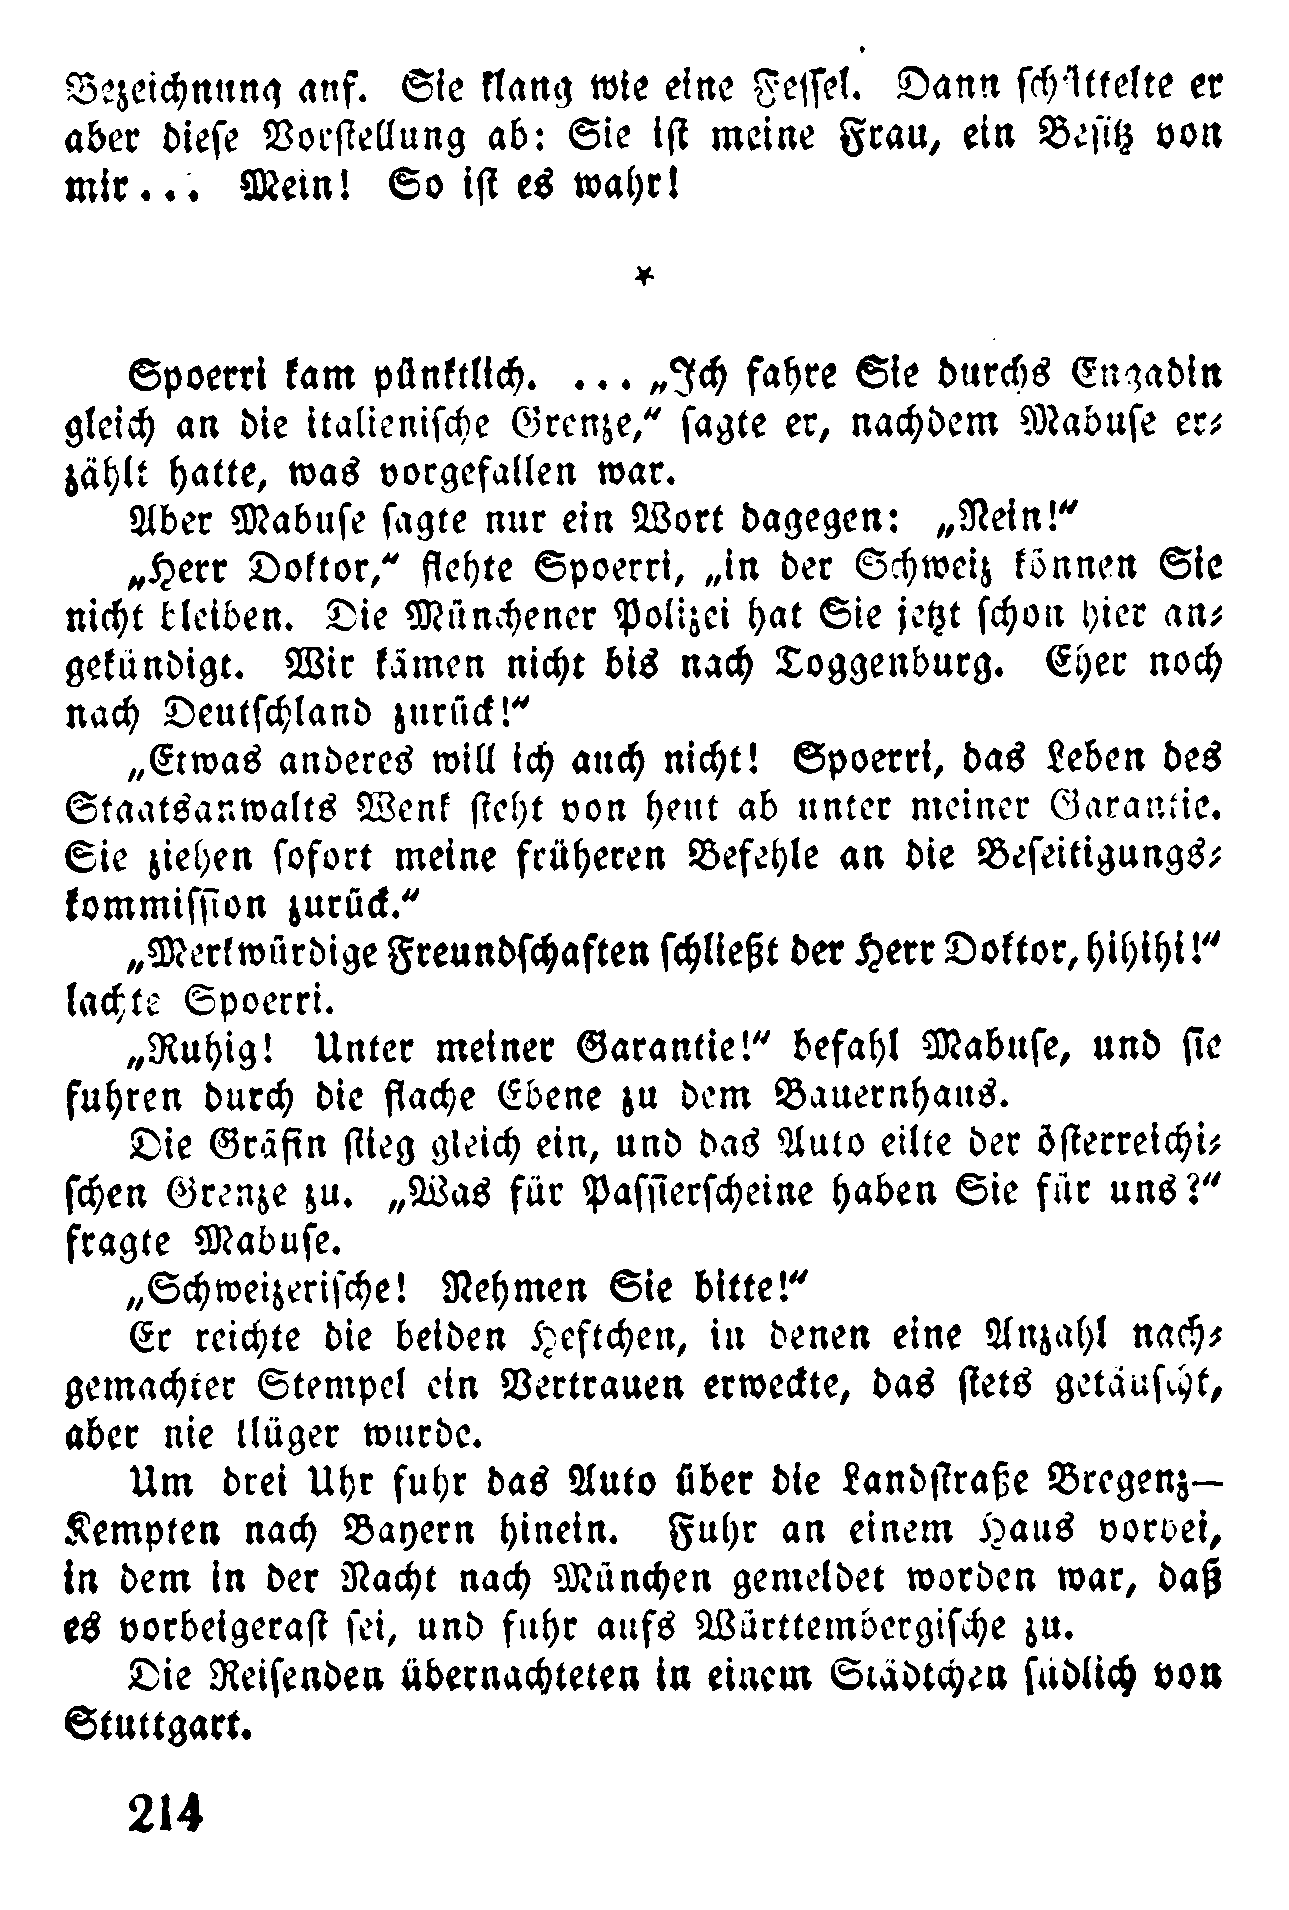 Bezeichnung auf. Sie klang wie eine Fessel. Dann schüttelte er
aber diese Vorstellung ab: Sie ist meine Frau, ein Besitz von
mir... Mein! So ist es wahr!
*
Spoerri kam pünktlich. ... „Ich fahre Sie durchs Engadin
gleich an die italienische Grenze,“ sagte er, nachdem Mabuse er-
zählt hatte, was vorgefallen war.
Aber Mabuse sagte nur ein Wort dagegen: „Nein!“
„Herr Doktor,“ flehte Spoerri, „in der Schweiz können Sie
nicht bleiben. Die Münchener Polizei hat Sie jetzt schon hier an-
gekündigt. Wir kämen nicht bis nach Toggenburg. Eher noch
nach Deutschland zurück!“
„Etwas anderes will ich auch nicht! Spoerri, das Leben des
Staatsanwalts Wenk steht von heut ab unter meiner Garantie.
Sie ziehen sofort meine früheren Befehle an die Beseitigungs-
kommission zurück.“
„Merkwürdige Freundschaften schließt der Herr Doktor, hihihi!“
lachte Spoerri.
„Ruhig! Unter meiner Garantie!“ befahl Mabuse, und sie
fuhren durch die flache Ebene zu dem Bauernhaus.
Die Gräfin stieg gleich ein, und das Auto eilte der österreichi-
schen Grenze zu. „Was für Passierscheine haben Sie für uns?“
fragte Mabuse.
„Schweizerische! Nehmen Sie bitte!“
Er reichte die beiden Heftchen, in denen eine Anzahl nach-
gemachter Stempel ein Vertrauen erweckte, das stets getäuscht,
aber nie klüger wurde.
Um drei Uhr fuhr das Auto über die Landstraße Bregenz—
Kempten nach Bayern hinein. Fuhr an einem Haus vorbei,
in dem in der Nacht nach München gemeldet worden war, daß
es vorbeigerast sei, und fuhr aufs Württembergische zu.
Die Reisenden übernachteten in einem Städtchen südlich von
Stuttgart.
214